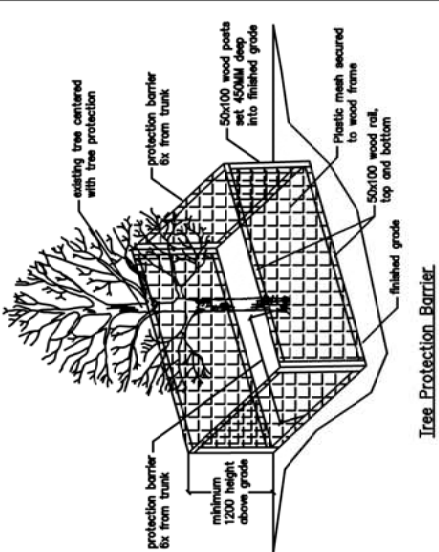 existing tree centered
with tree protection
protection barrier
6x from trunk
50x100 wood posts
set 450MM deep
into finished grade
Plastic mesh secured
to wood frame
50x100 wood rail,
top and bottom
finished grade
protection barrier
6x from trunk
minimum
1200 height
above grade
Tree Protection Barrier